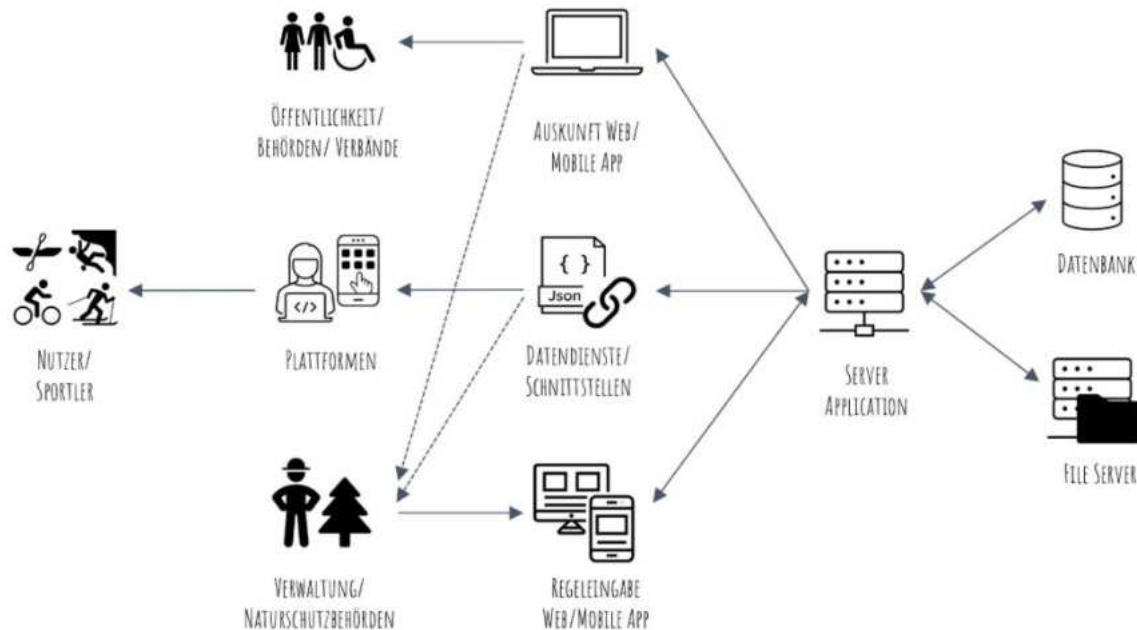 ÖFFENTLICHKEIT/
BEHÖRDEN/ VERBÄNDE
AUSKUNFT WEB/
MOBILE APP
DATENBANK
{ }
Json
</>
NUTZER/
SPORTLER
PLATTFORMEN
DATENDIENSTE/
SCHNITTSTELLEN
SERVER
APPLICATION
FILE SERVER
VERWALTUNG/
NATURSCHUTZBEHÖRDEN
REGELEINGABE
WEB/MOBILE APP